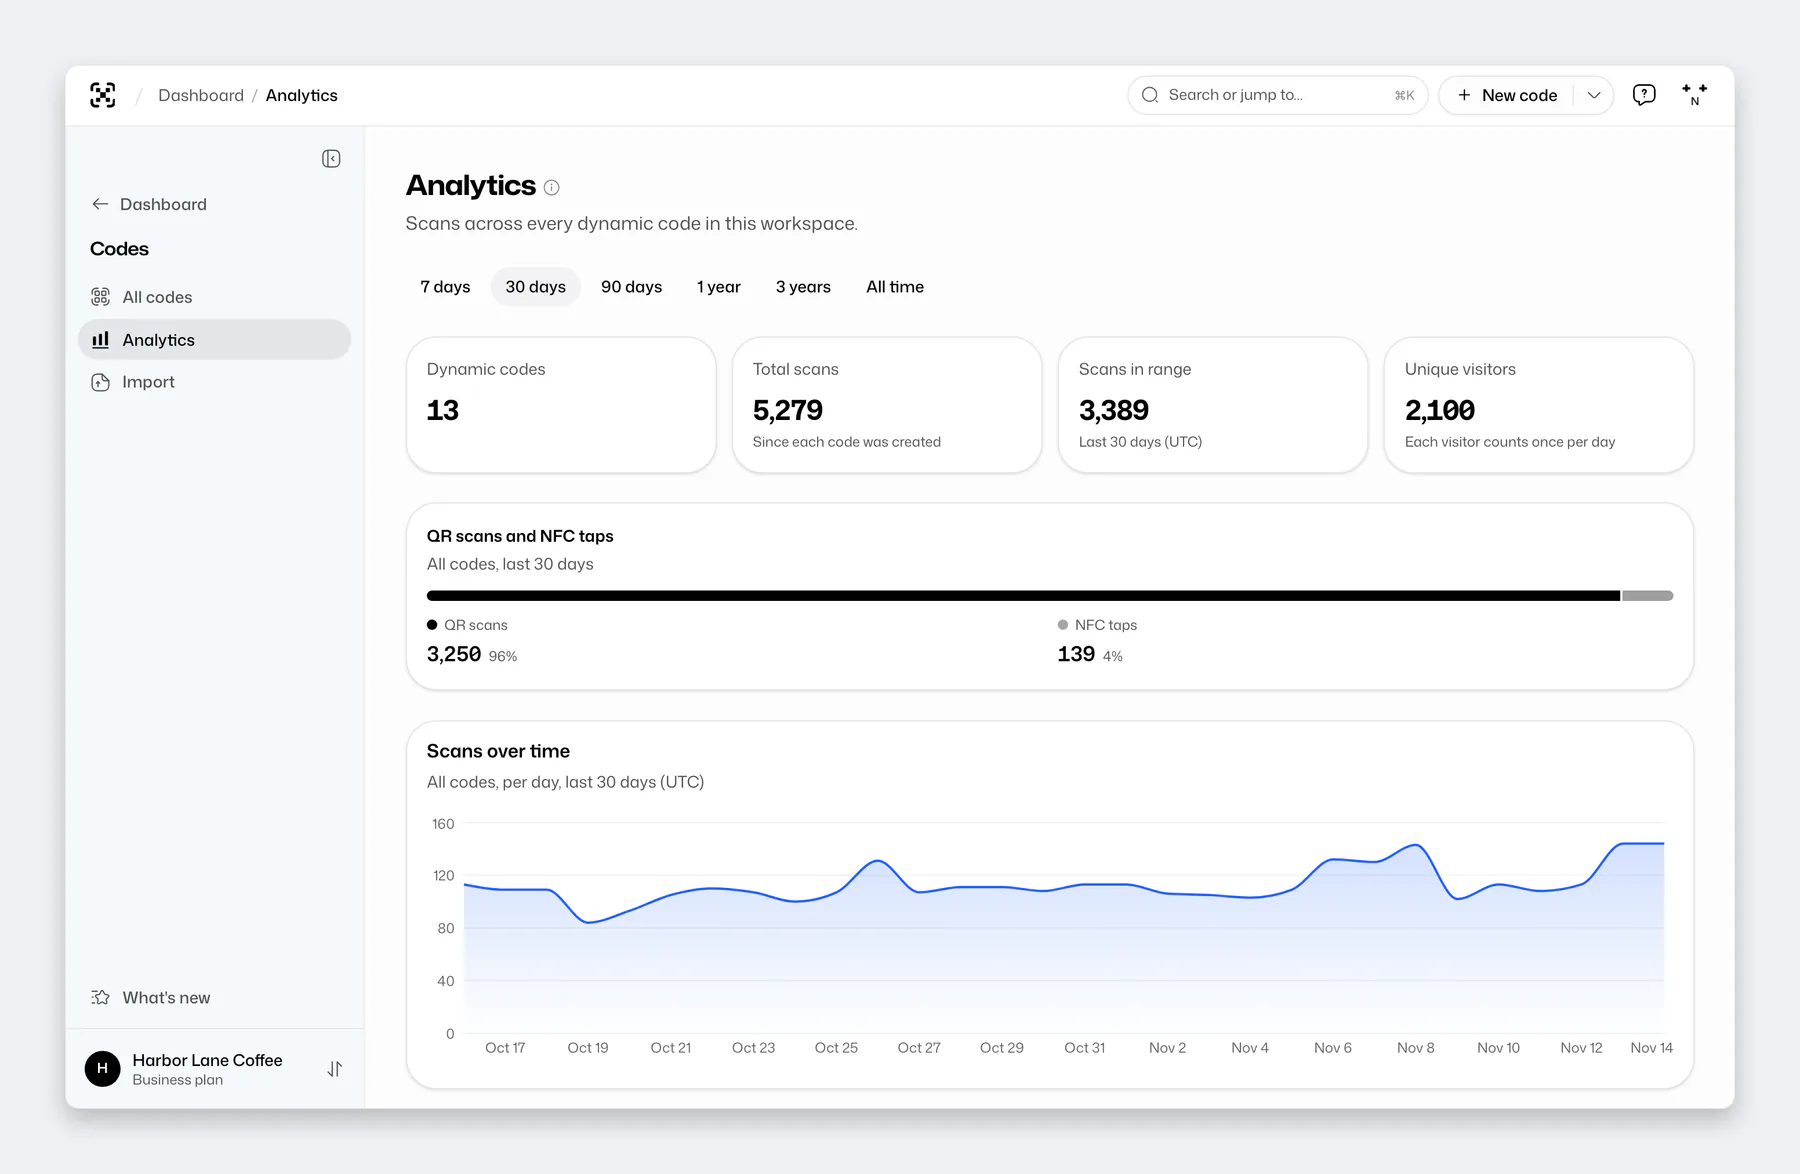 Dashboard / Analytics
Search or jump to... ⌘K
+ New code
N
Dashboard
Codes
All codes
Analytics
Import
What's new
H
Harbor Lane Coffee
Business plan
Analytics
Scans across every dynamic code in this workspace.
7 days 30 days 90 days 1 year 3 years All time
Dynamic codes
13
Total scans
5,279
Since each code was created
Scans in range
3,389
Last 30 days (UTC)
Unique visitors
2,100
Each visitor counts once per day
QR scans and NFC taps
All codes, last 30 days
QR scans
3,250 96%
NFC taps
139 4%
Scans over time
All codes, per day, last 30 days (UTC)
160
120
80
40
0
Oct 17 Oct 19 Oct 21 Oct 23 Oct 25 Oct 27 Oct 29 Oct 31 Nov 2 Nov 4 Nov 6 Nov 8 Nov 10 Nov 12 Nov 14